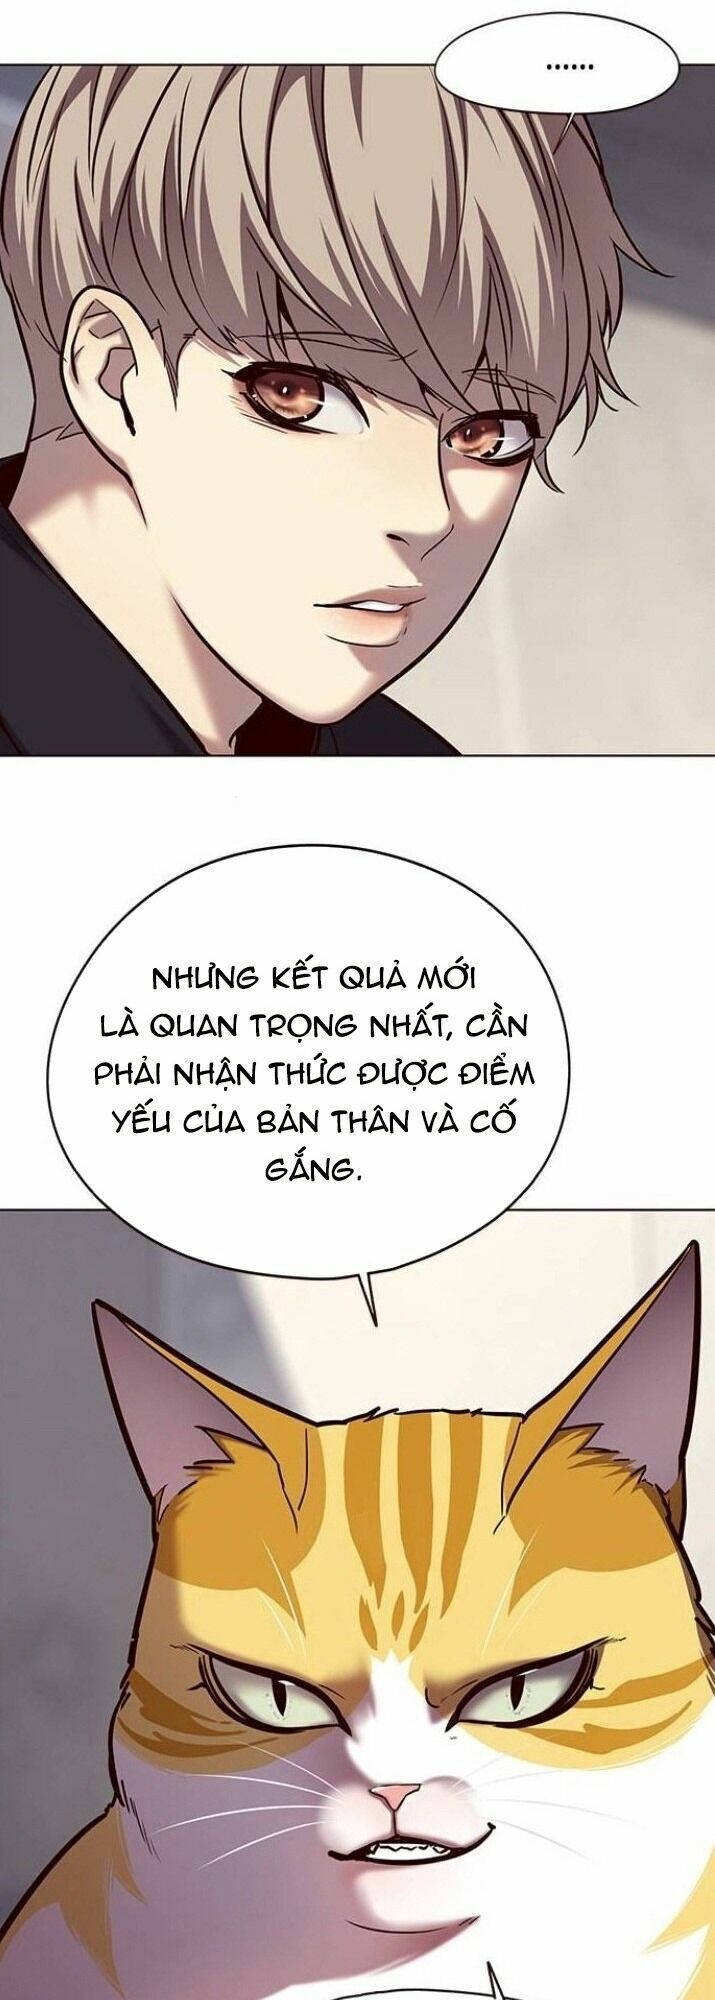 ......
NHƯNG KẾT QUẢ MỚI
LÀ QUAN TRỌNG NHẤT, CẦN
PHẢI NHẬN THỨC ĐƯỢC ĐIỂM
YẾU CỦA BẢN THÂN VÀ CỐ
GẮNG.